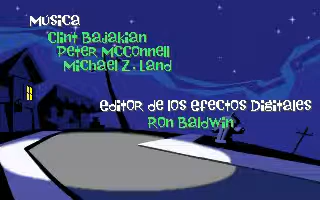 Música
Clint Bajakian
Peter McConnell
Michael Z. Land
Editor de los Efectos Digitales
Ron Baldwin